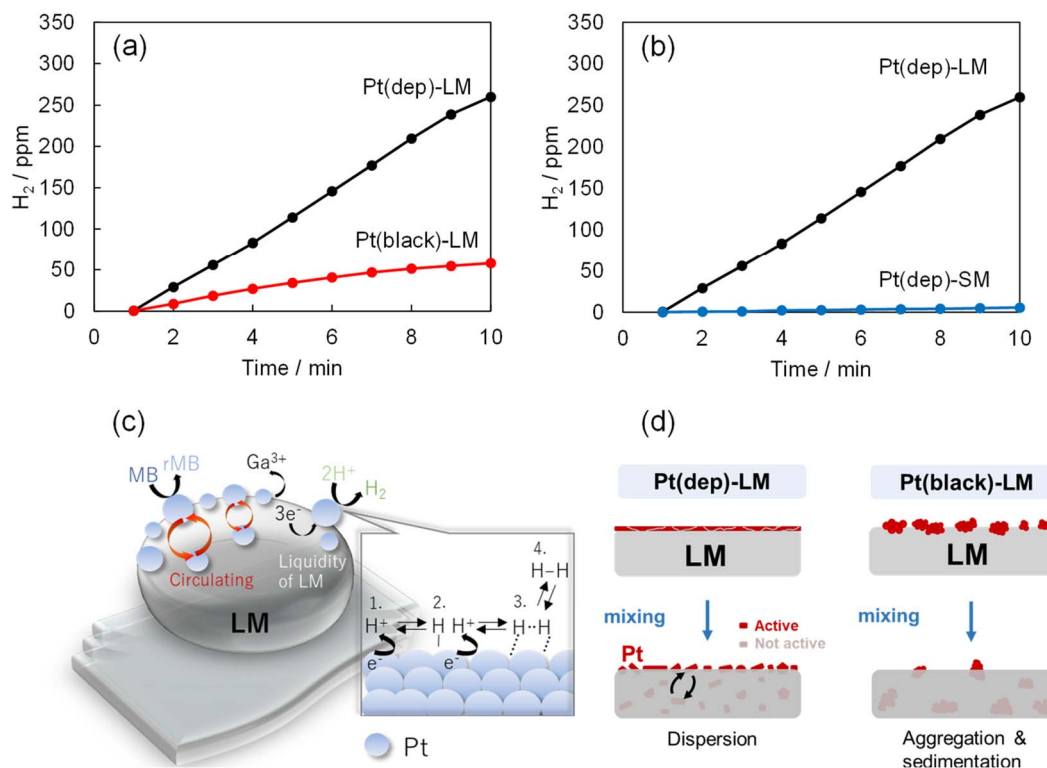 (a)
350
300
250
200
150
100
50
0
H₂ / ppm
Pt(dep)-LM
Pt(black)-LM
0 2 4 6 8 10
Time / min
(b)
350
300
250
200
150
100
50
0
H₂ / ppm
Pt(dep)-LM
Pt(dep)-SM
0 2 4 6 8 10
Time / min
(c)
MB rMB
Ga³⁺
2H⁺
H₂
3e⁻
Circulating
Liquidity
of LM
LM
4.
H–H
1. 2. 3.
H⁺ H H⁺ H··H
e⁻ e⁻
Pt
(d)
Pt(dep)-LM
LM
mixing
Active
Not active
Pt
Dispersion
Pt(black)-LM
LM
mixing
Aggregation &
sedimentation